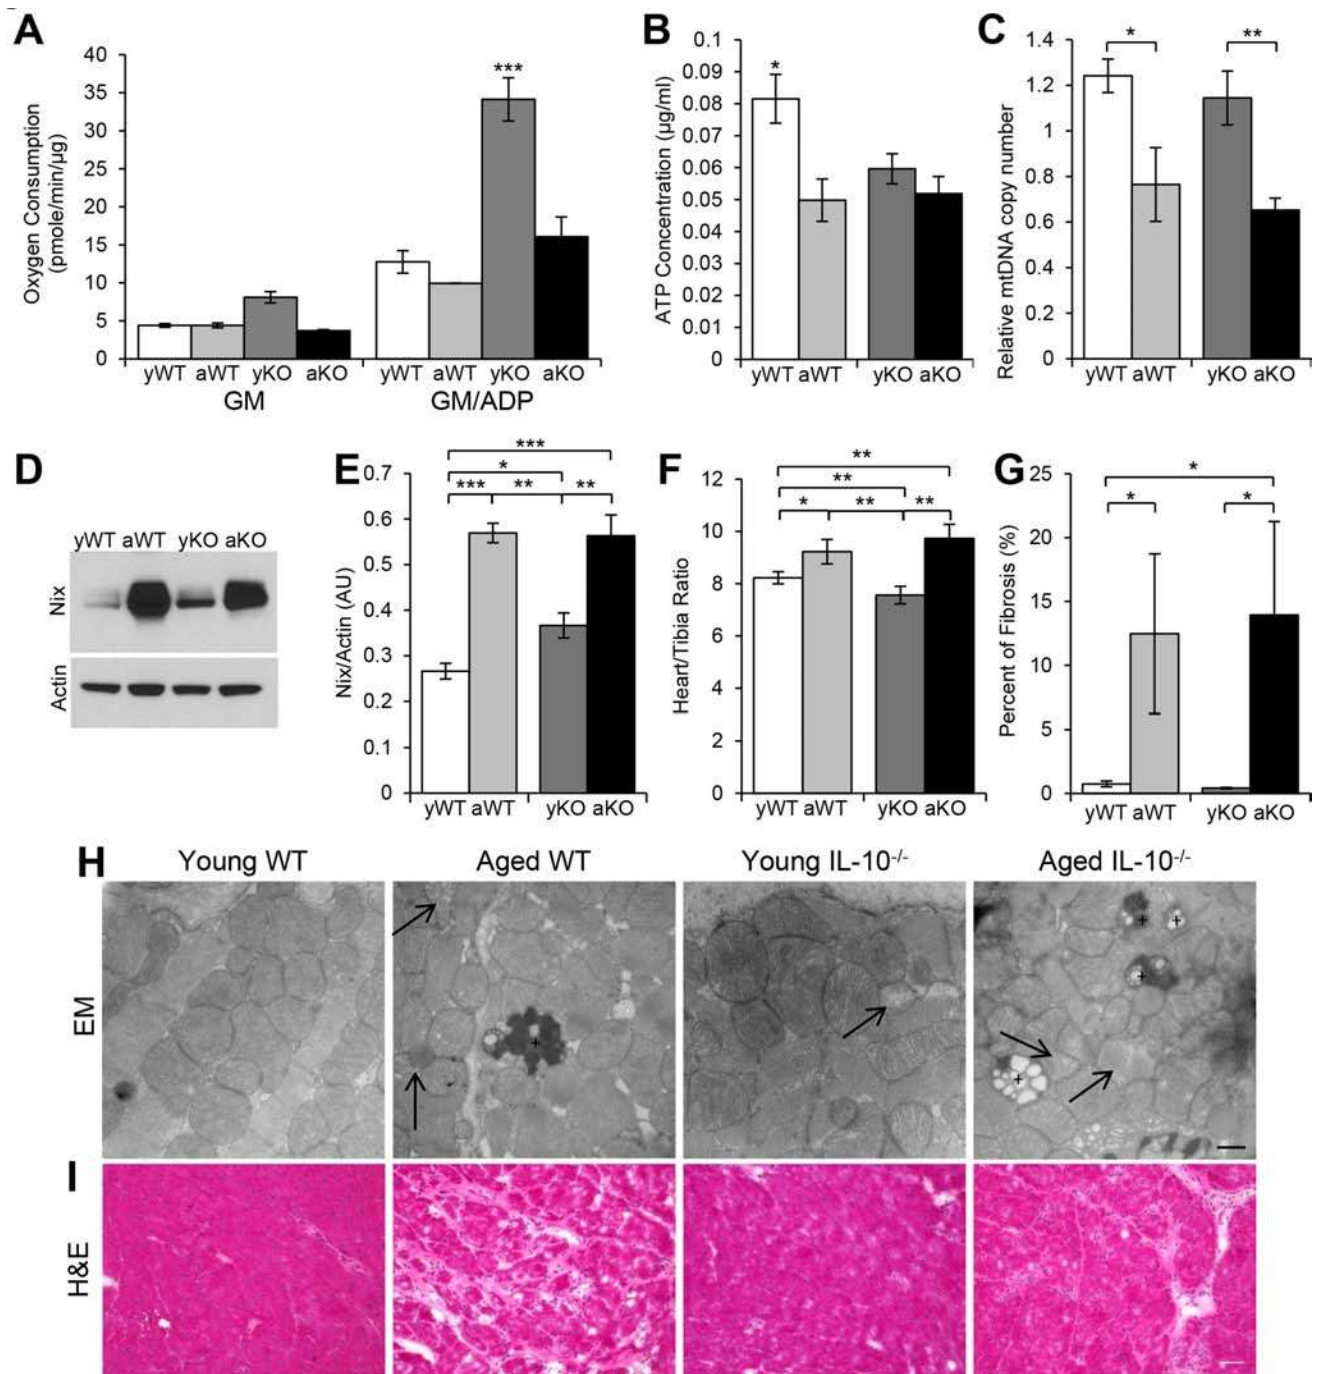 A
Oxygen Consumption
(pmole/min/µg)
40
35
30
25
20
15
10
5
0
***
yWT aWT yKO aKO yWT aWT yKO aKO
GM GM/ADP
B
ATP Concentration (µg/ml)
0.1
0.09
0.08
0.07
0.06
0.05
0.04
0.03
0.02
0.01
0
*
yWT aWT yKO aKO
C
Relative mtDNA copy number
1.4
1.2
1
0.8
0.6
0.4
0.2
0
* **
yWT aWT yKO aKO
D
yWT aWT yKO aKO
Nix
Actin
E
Nix/Actin (AU)
0.7
0.6
0.5
0.4
0.3
0.2
0.1
0
***
*
*** ** **
yWT aWT yKO aKO
F
Heart/Tibia Ratio
12
10
8
6
4
2
0
**
**
* ** **
yWT aWT yKO aKO
G
Percent of Fibrosis (%)
25
20
15
10
5
0
*
* *
yWT aWT yKO aKO
H
Young WT Aged WT Young IL-10-/- Aged IL-10-/-
EM
+
+ +
+
+
I
H&E